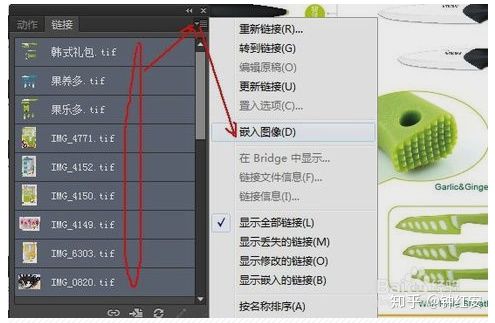 动作 链接
韩式礼包.tif
果养多.tif
果乐多.tif
IMG_4771.tif
IMG_4152.tif
IMG_4150.tif
IMG_4149.tif
IMG_6303.tif
IMG_0820.tif
重新链接(R)...
转到链接(G)
编辑原稿(O)
更新链接(U)
置入选项(C)...
嵌入图像(D)
在 Bridge 中显示...
链接文件信息(F)...
链接信息(I)...
显示全部链接(L)
显示丢失的链接(M)
显示修改的链接(O)
显示嵌入的链接(B)
按名称排序(A)
Garlic&Ginger